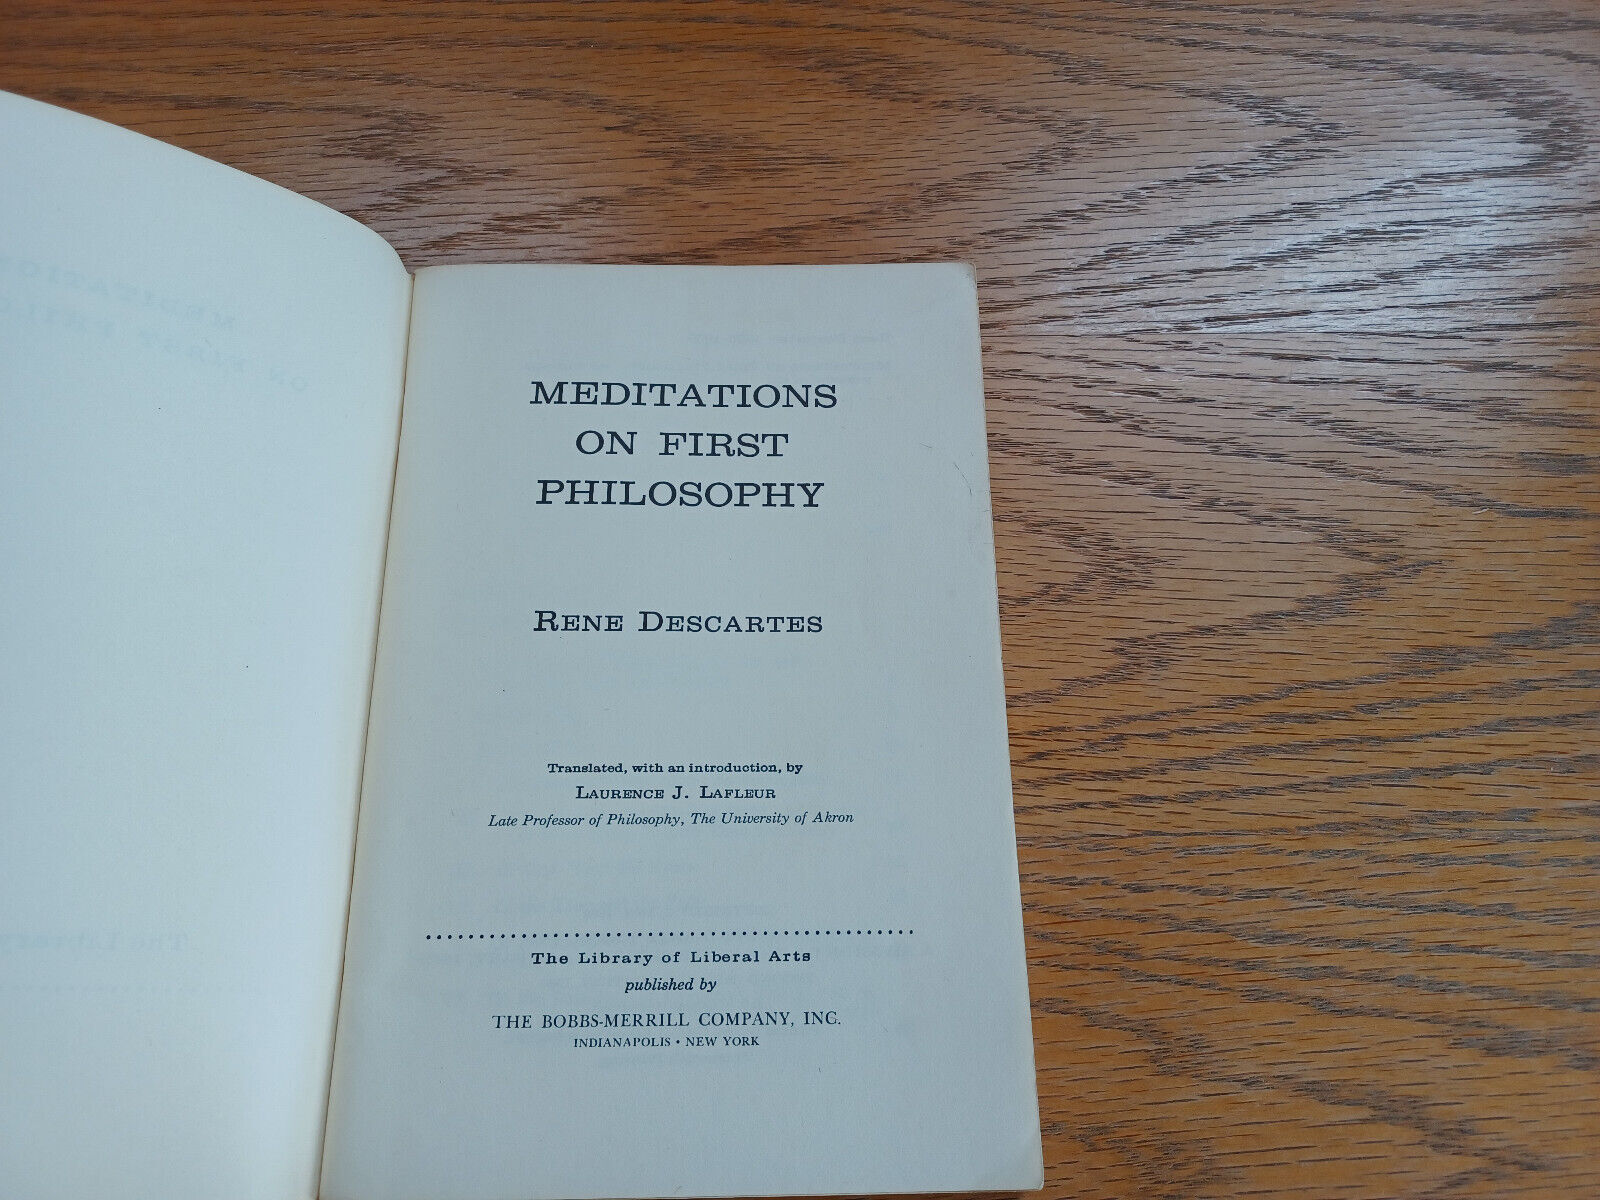 MEDITATIONS
ON FIRST
PHILOSOPHY
RENE DESCARTES
Translated, with an introduction, by
LAURENCE J. LAFLEUR
Late Professor of Philosophy, The University of Akron
The Library of Liberal Arts
published by
THE BOBBS-MERRILL COMPANY, INC.
INDIANAPOLIS • NEW YORK